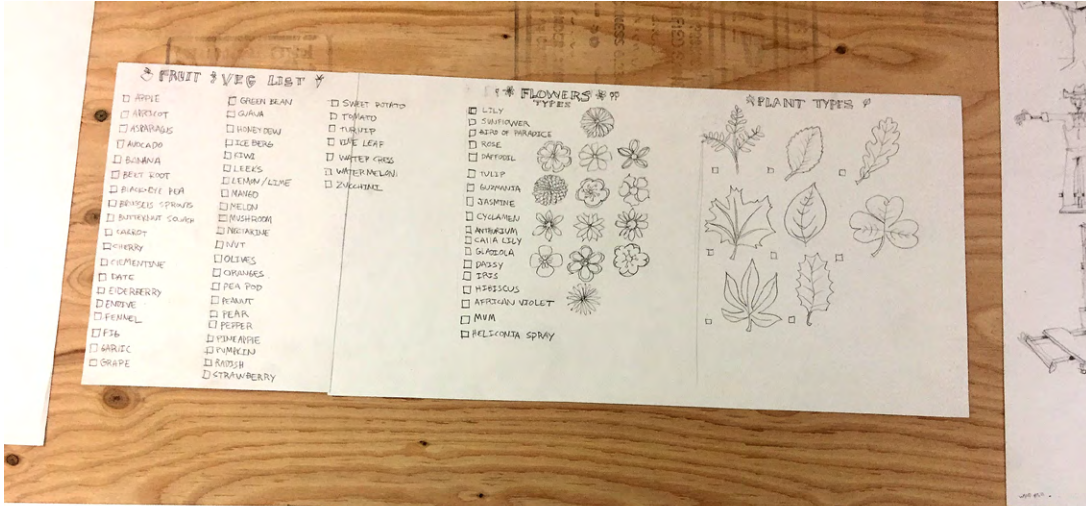 FRUIT & VEG LIST
APPLE
APRICOT
ASPARAGUS
AVOCADO
BANANA
BEET ROOT
BLACK-EYE PEA
BRUSSELS SPROUTS
BUTTERNUT SQUASH
CARROT
CHERRY
CLEMENTINE
DATE
ELDERBERRY
ENDIVE
FENNEL
FIG
GARLIC
GRAPE
GREEN BEAN
GUAVA
HONEYDEW
ICE BERG
KIWI
LEEKS
LEMON/LIME
MANGO
MELON
MUSHROOM
NECTARINE
NUT
OLIVES
ORANGES
PEA POD
PEANUT
PEAR
PEPPER
PINEAPPLE
PUMPKIN
RADISH
STRAWBERRY
SWEET POTATO
TOMATO
TURNIP
VINE LEAF
WATER CRESS
WATERMELON
ZUCCHINI
FLOWERS
TYPES
LILY
SUNFLOWER
BIRD OF PARADICE
ROSE
DAFFODIL
TULIP
GUZMANIA
JASMINE
CYCLAMEN
ANTHURIUM
CALLA LILY
GLADIOLA
DAISY
IRIS
HIBISCUS
AFRICAN VIOLET
MUM
HELICONIA SPRAY
PLANT TYPES